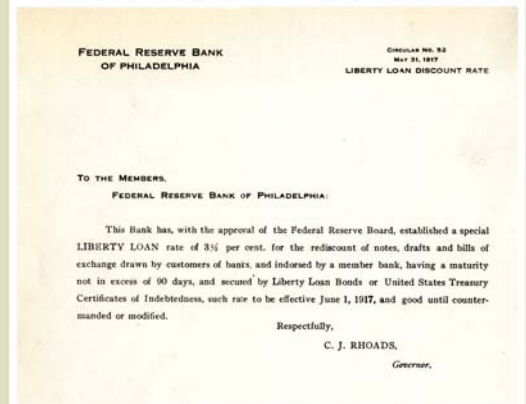 FEDERAL RESERVE BANK
OF PHILADELPHIA
CIRCULAR NO. 52
MAY 31, 1917
LIBERTY LOAN DISCOUNT RATE
TO THE MEMBERS,
FEDERAL RESERVE BANK OF PHILADELPHIA:
This Bank has, with the approval of the Federal Reserve Board, established a special
LIBERTY LOAN rate of 3½ per cent. for the rediscount of notes, drafts and bills of
exchange drawn by customers of banks, and indorsed by a member bank, having a maturity
not in excess of 90 days, and secured by Liberty Loan Bonds or United States Treasury
Certificates of Indebtedness, such rate to be effective June 1, 1917, and good until counter-
manded or modified.
Respectfully,
C. J. RHOADS,
Governor.